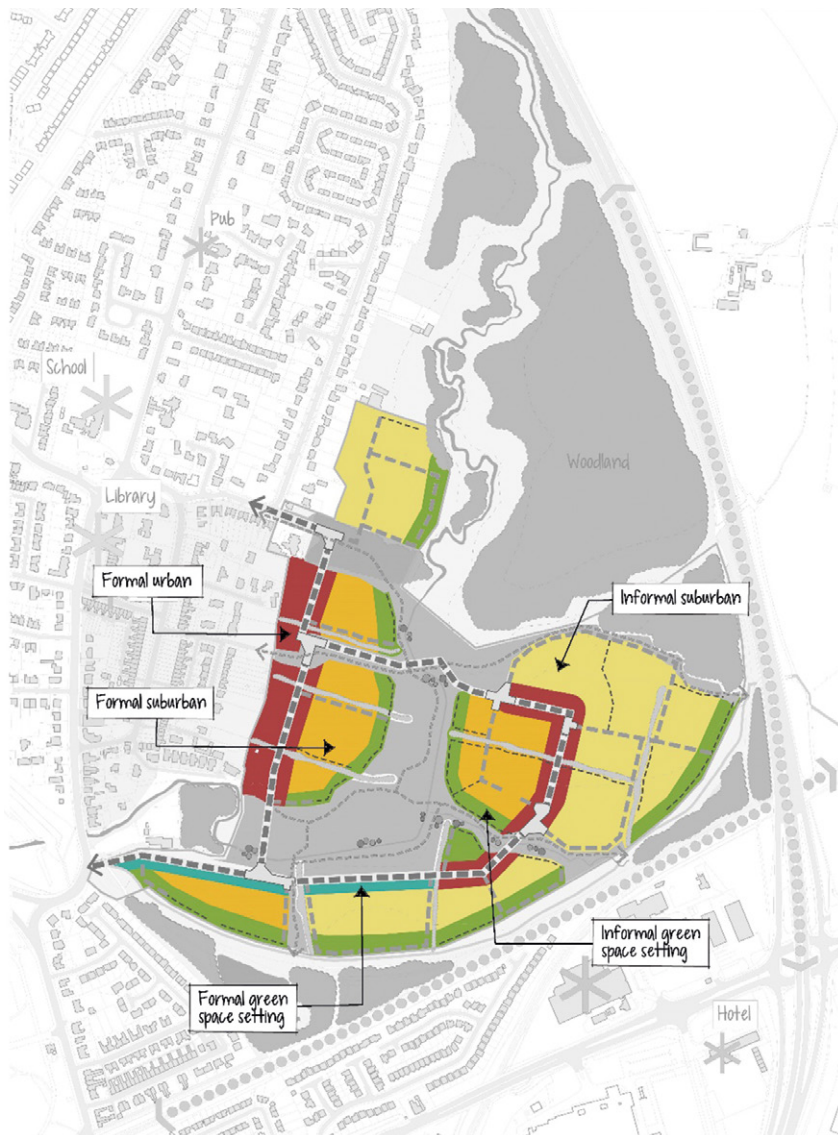 Pub
School
Woodland
Library
Formal urban
Informal suburban
Formal suburban
Informal green
space setting
Formal green
space setting
Hotel